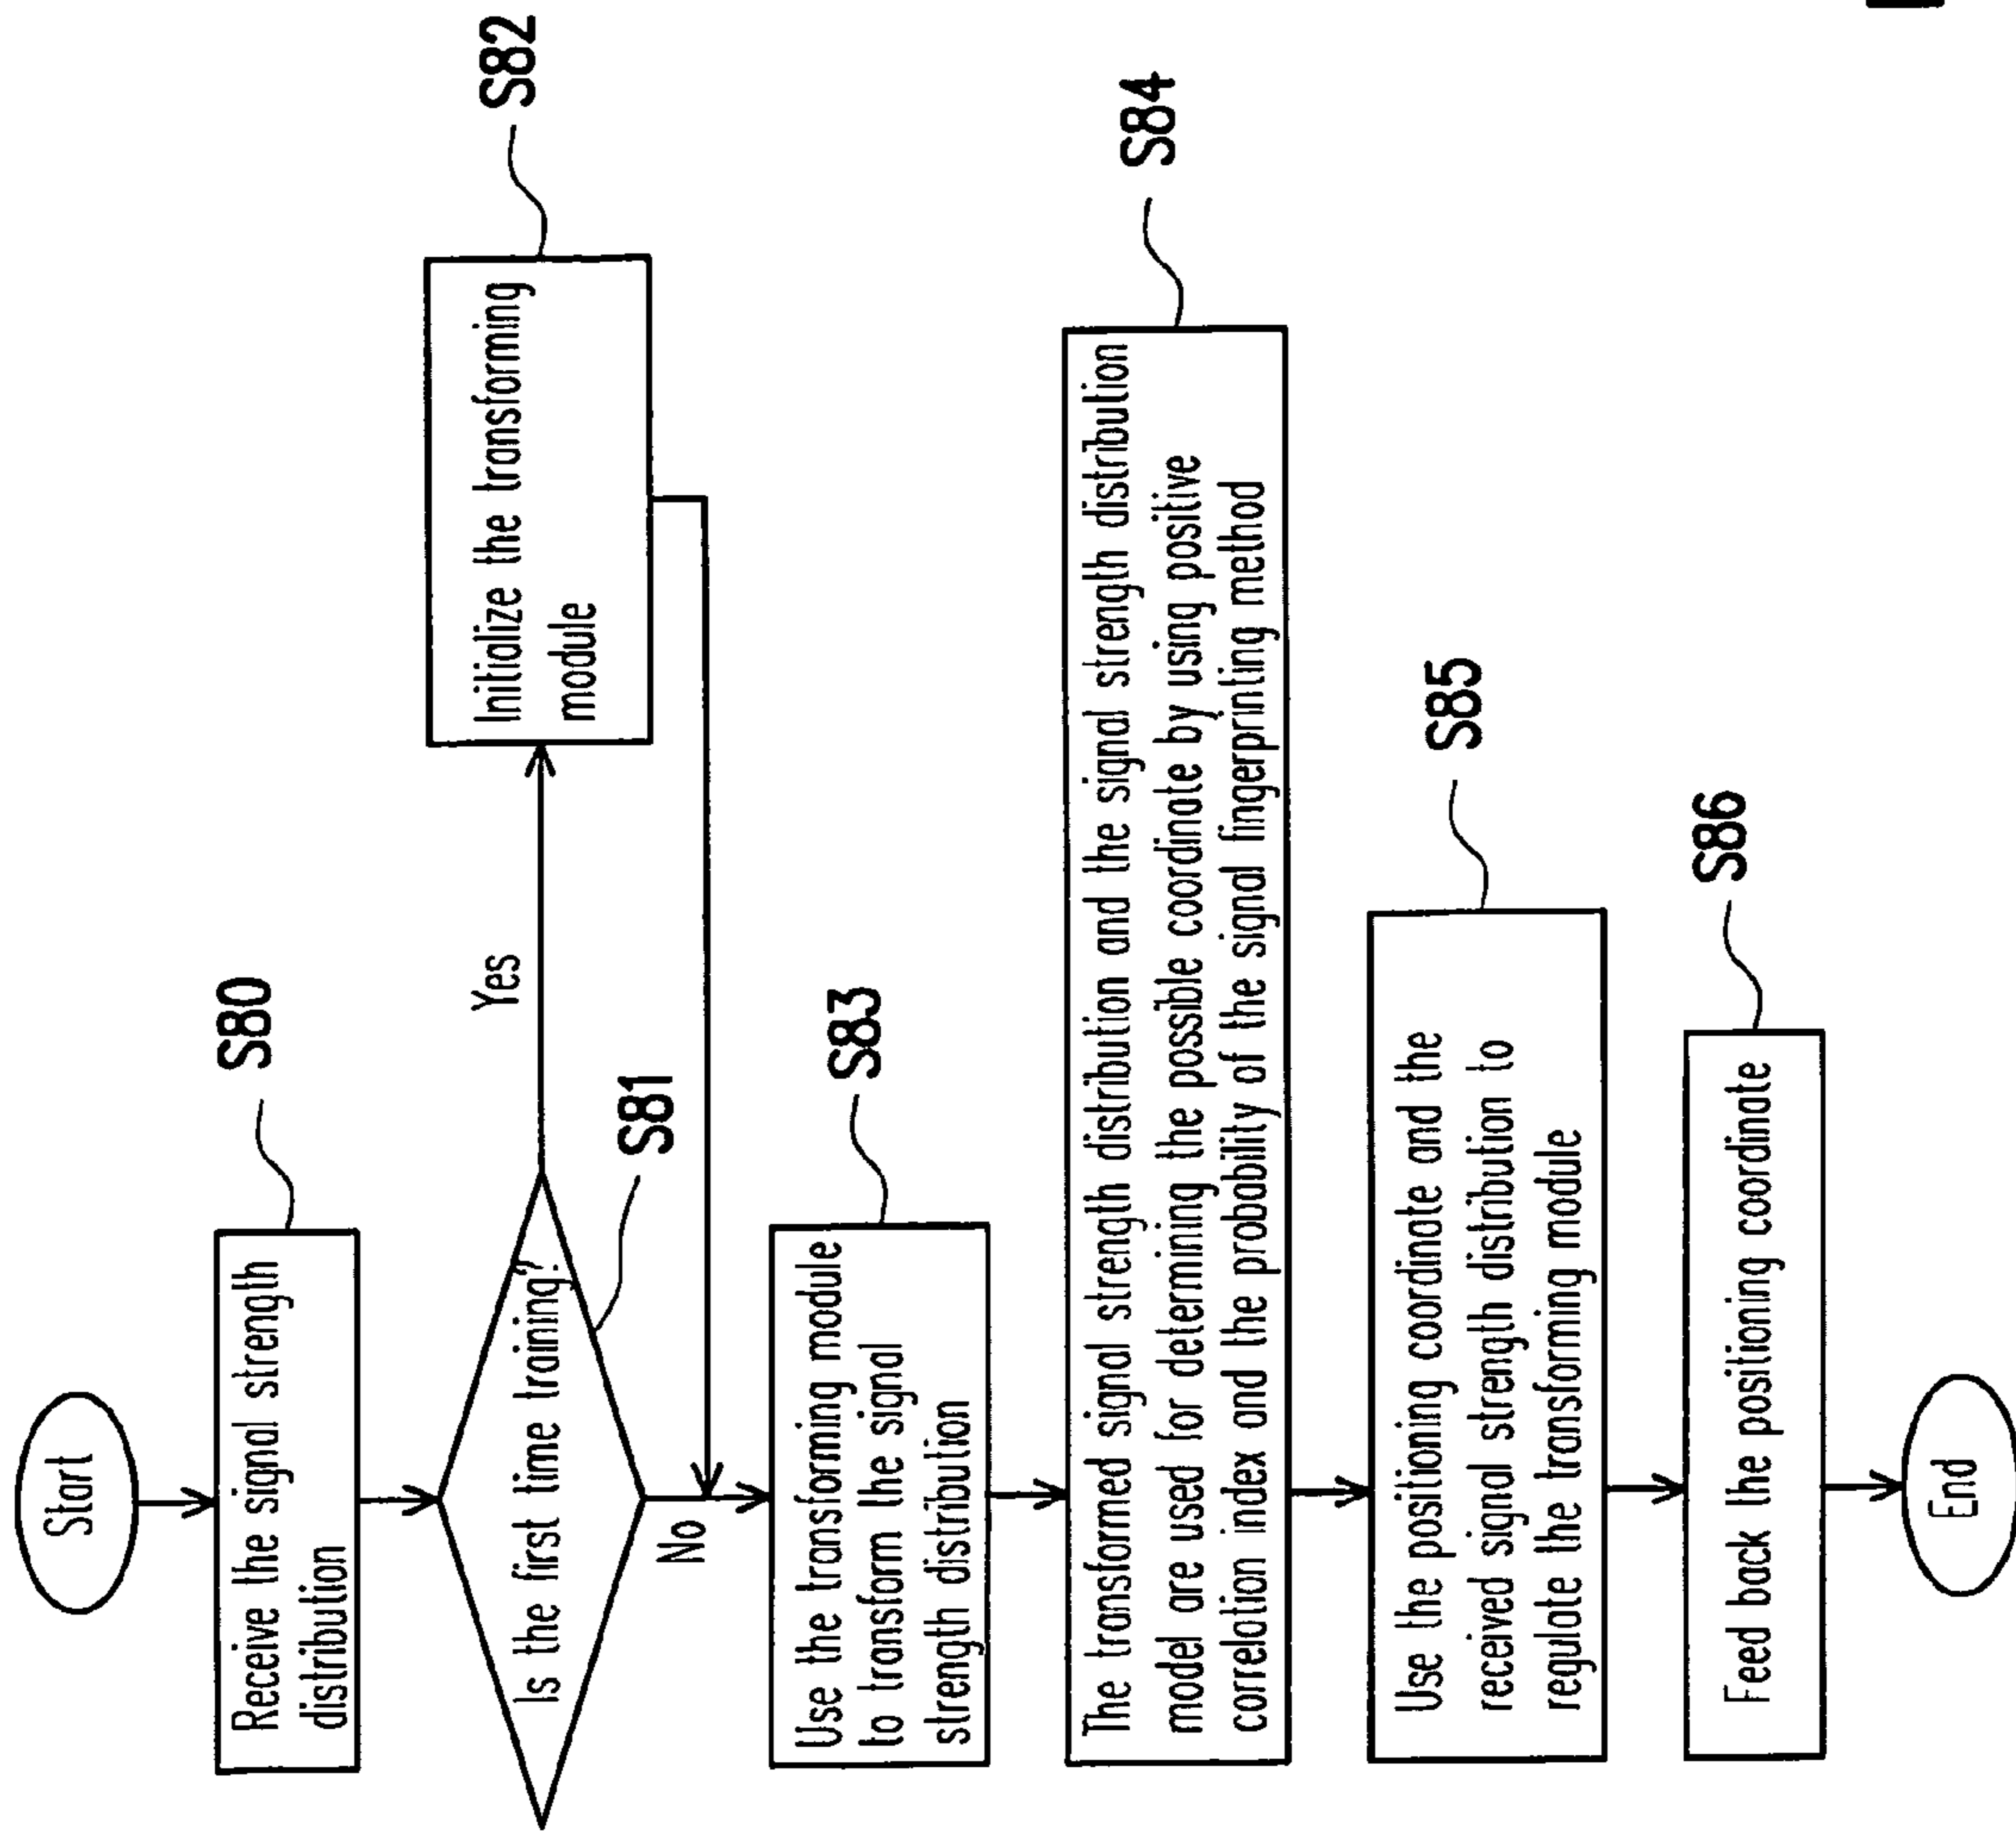 Start
Receive the signal strength
distribution
S80
Is the first time training?
S81
Yes
Initialize the transforming
module
S82
No
Use the transforming module
to transform the signal
strength distribution
S83
The transformed signal strength distribution and the signal strength distribution
model are used for determining the possible coordinate by using positive
correlation index and the probability of the signal fingerprinting method
S84
Use the positioning coordinate and the
received signal strength distribution to
regulate the transforming module
S85
Feed back the positioning coordinate
S86
End